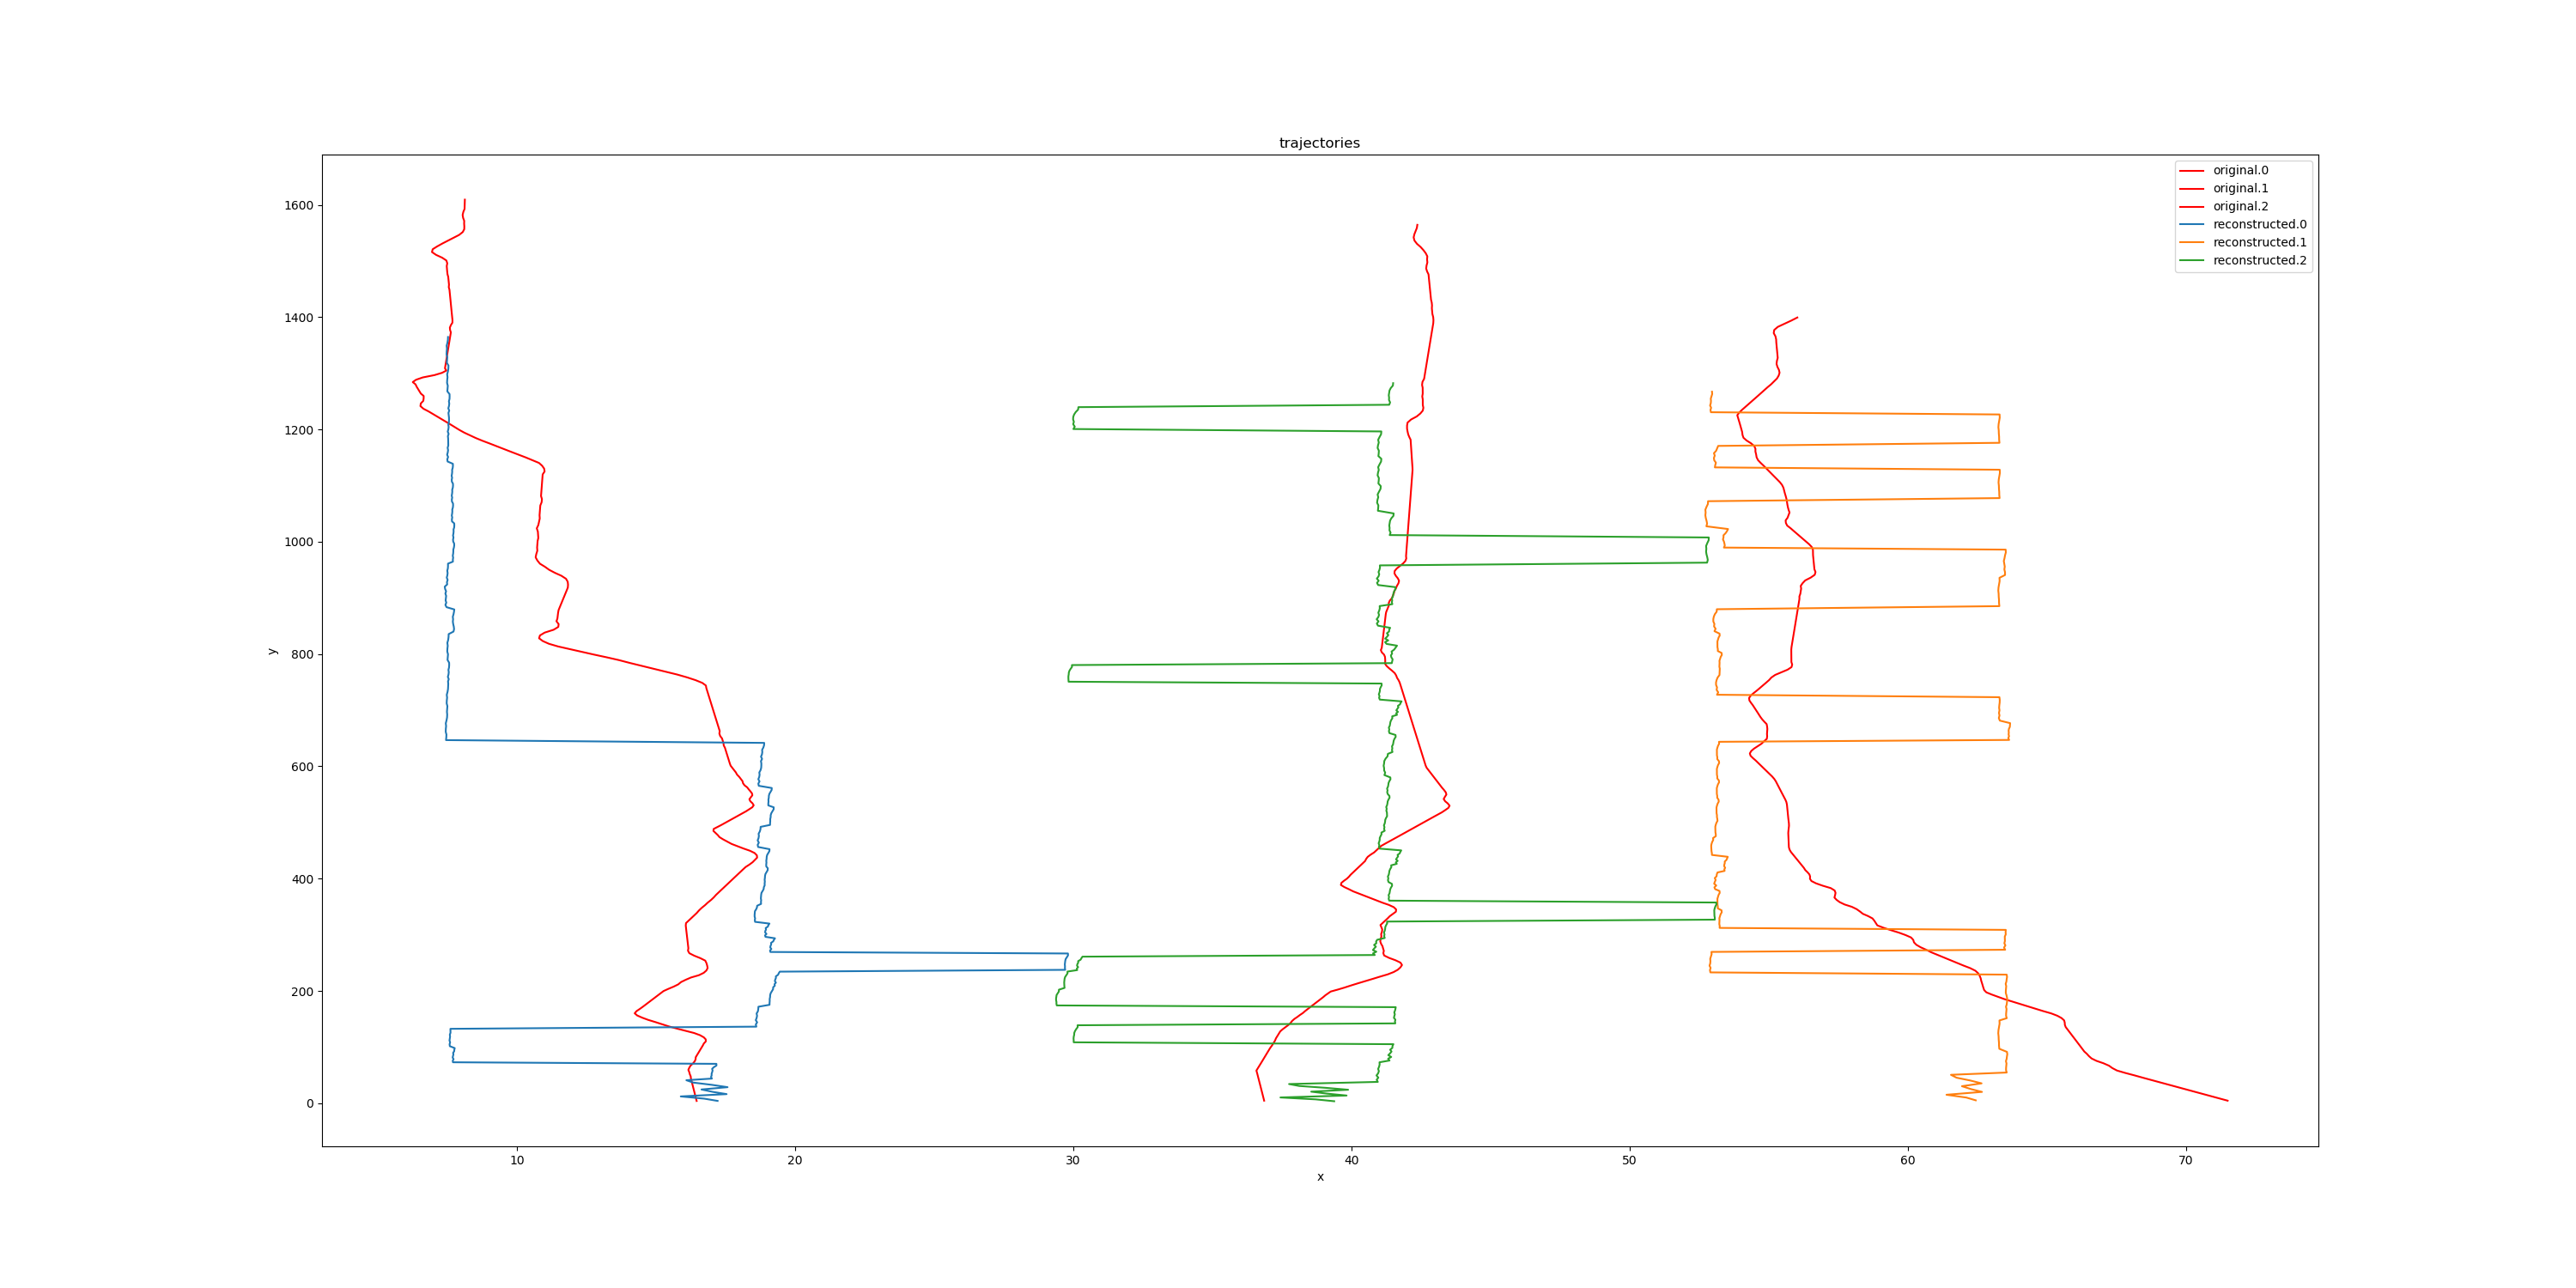 trajectories
original.0
original.1
original.2
reconstructed.0
reconstructed.1
reconstructed.2
1600
1400
1200
1000
800
600
400
200
0
y
10 20 30 40 50 60 70
x